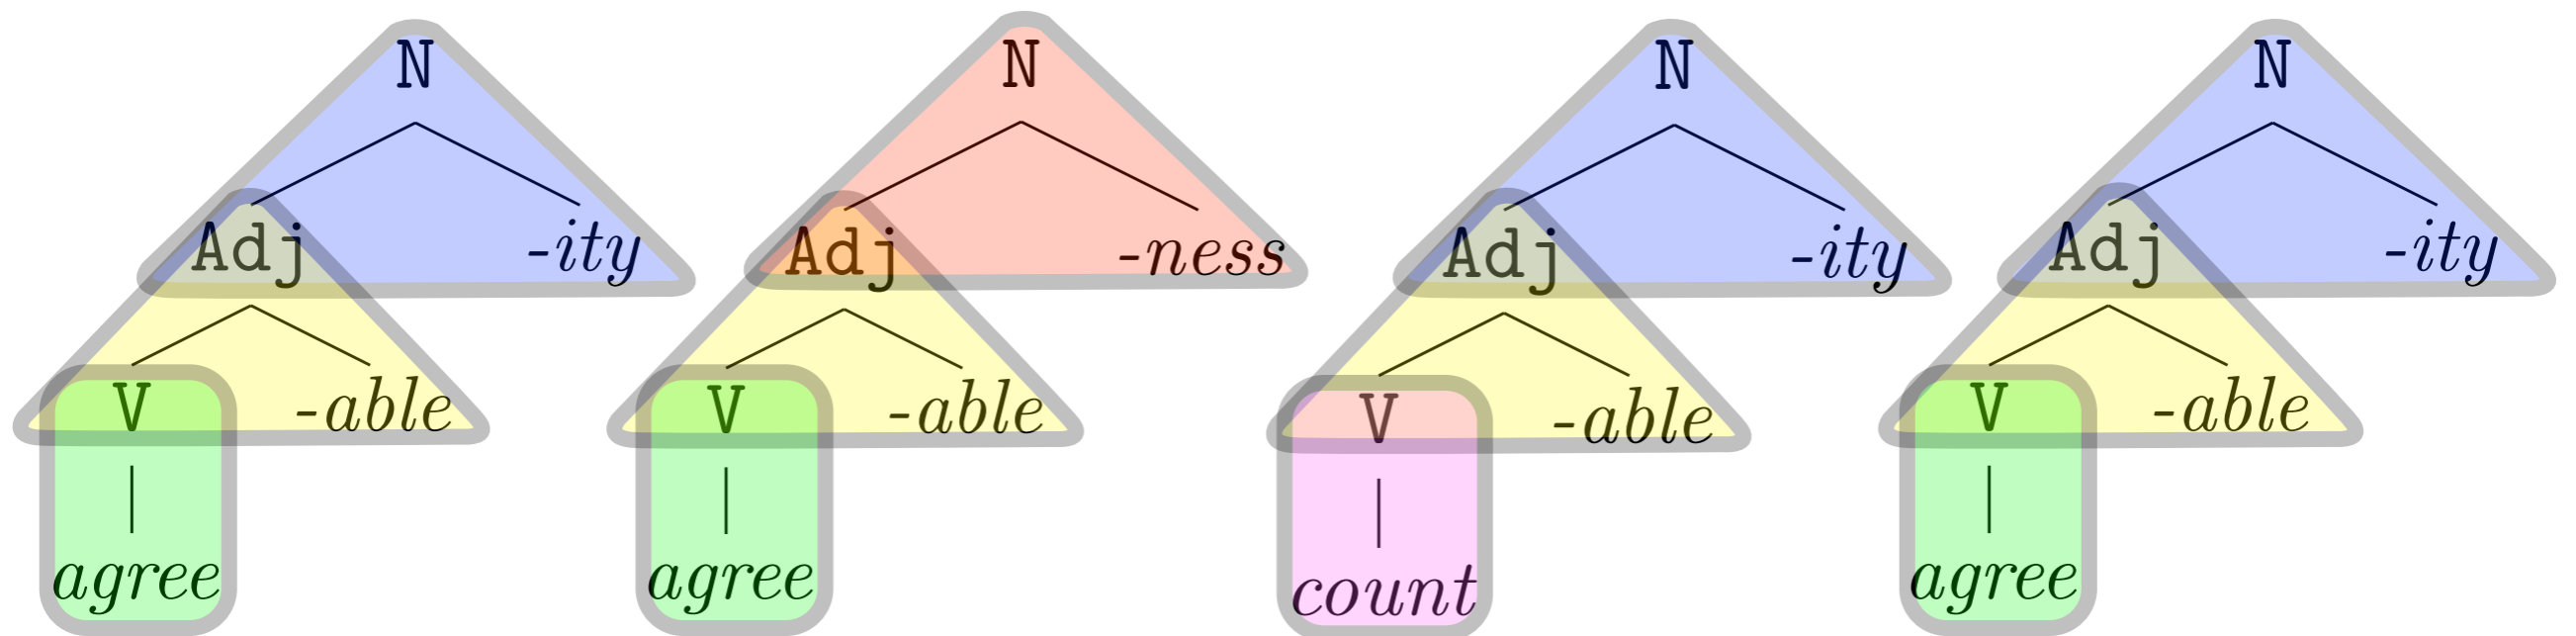 N N N N
Adj -ity Adj -ness Adj -ity Adj -ity
V -able V -able V -able V -able
agree agree count agree